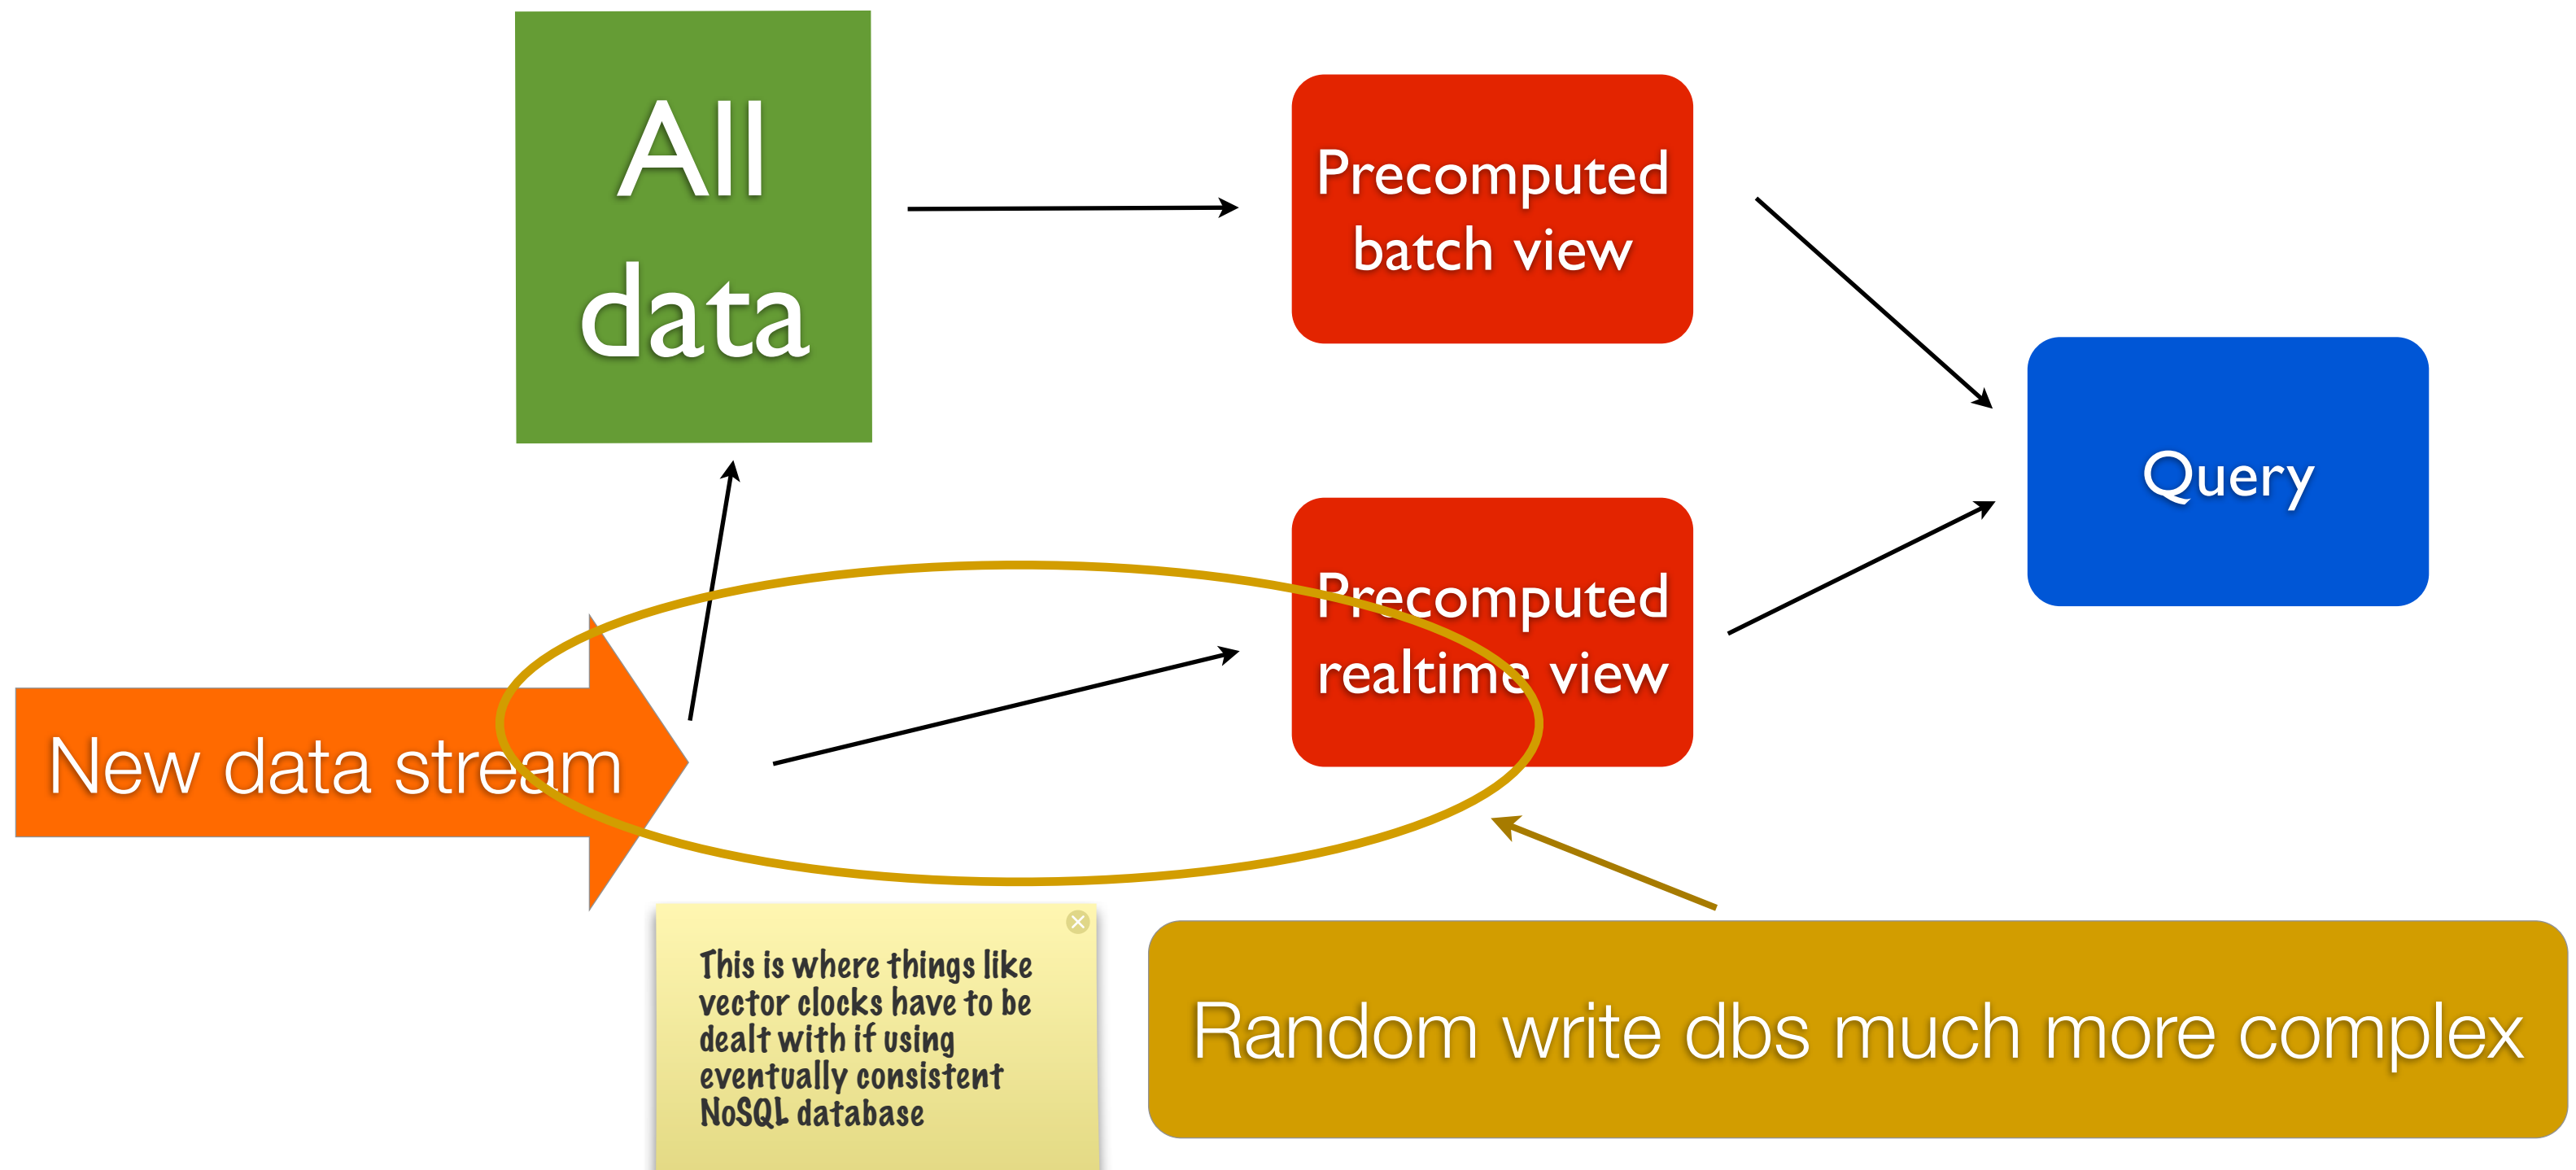 All
data
Precomputed
batch view
Query
Precomputed
realtime view
New data stream
This is where things like
vector clocks have to be
dealt with if using
eventually consistent
NoSQL database
Random write dbs much more complex